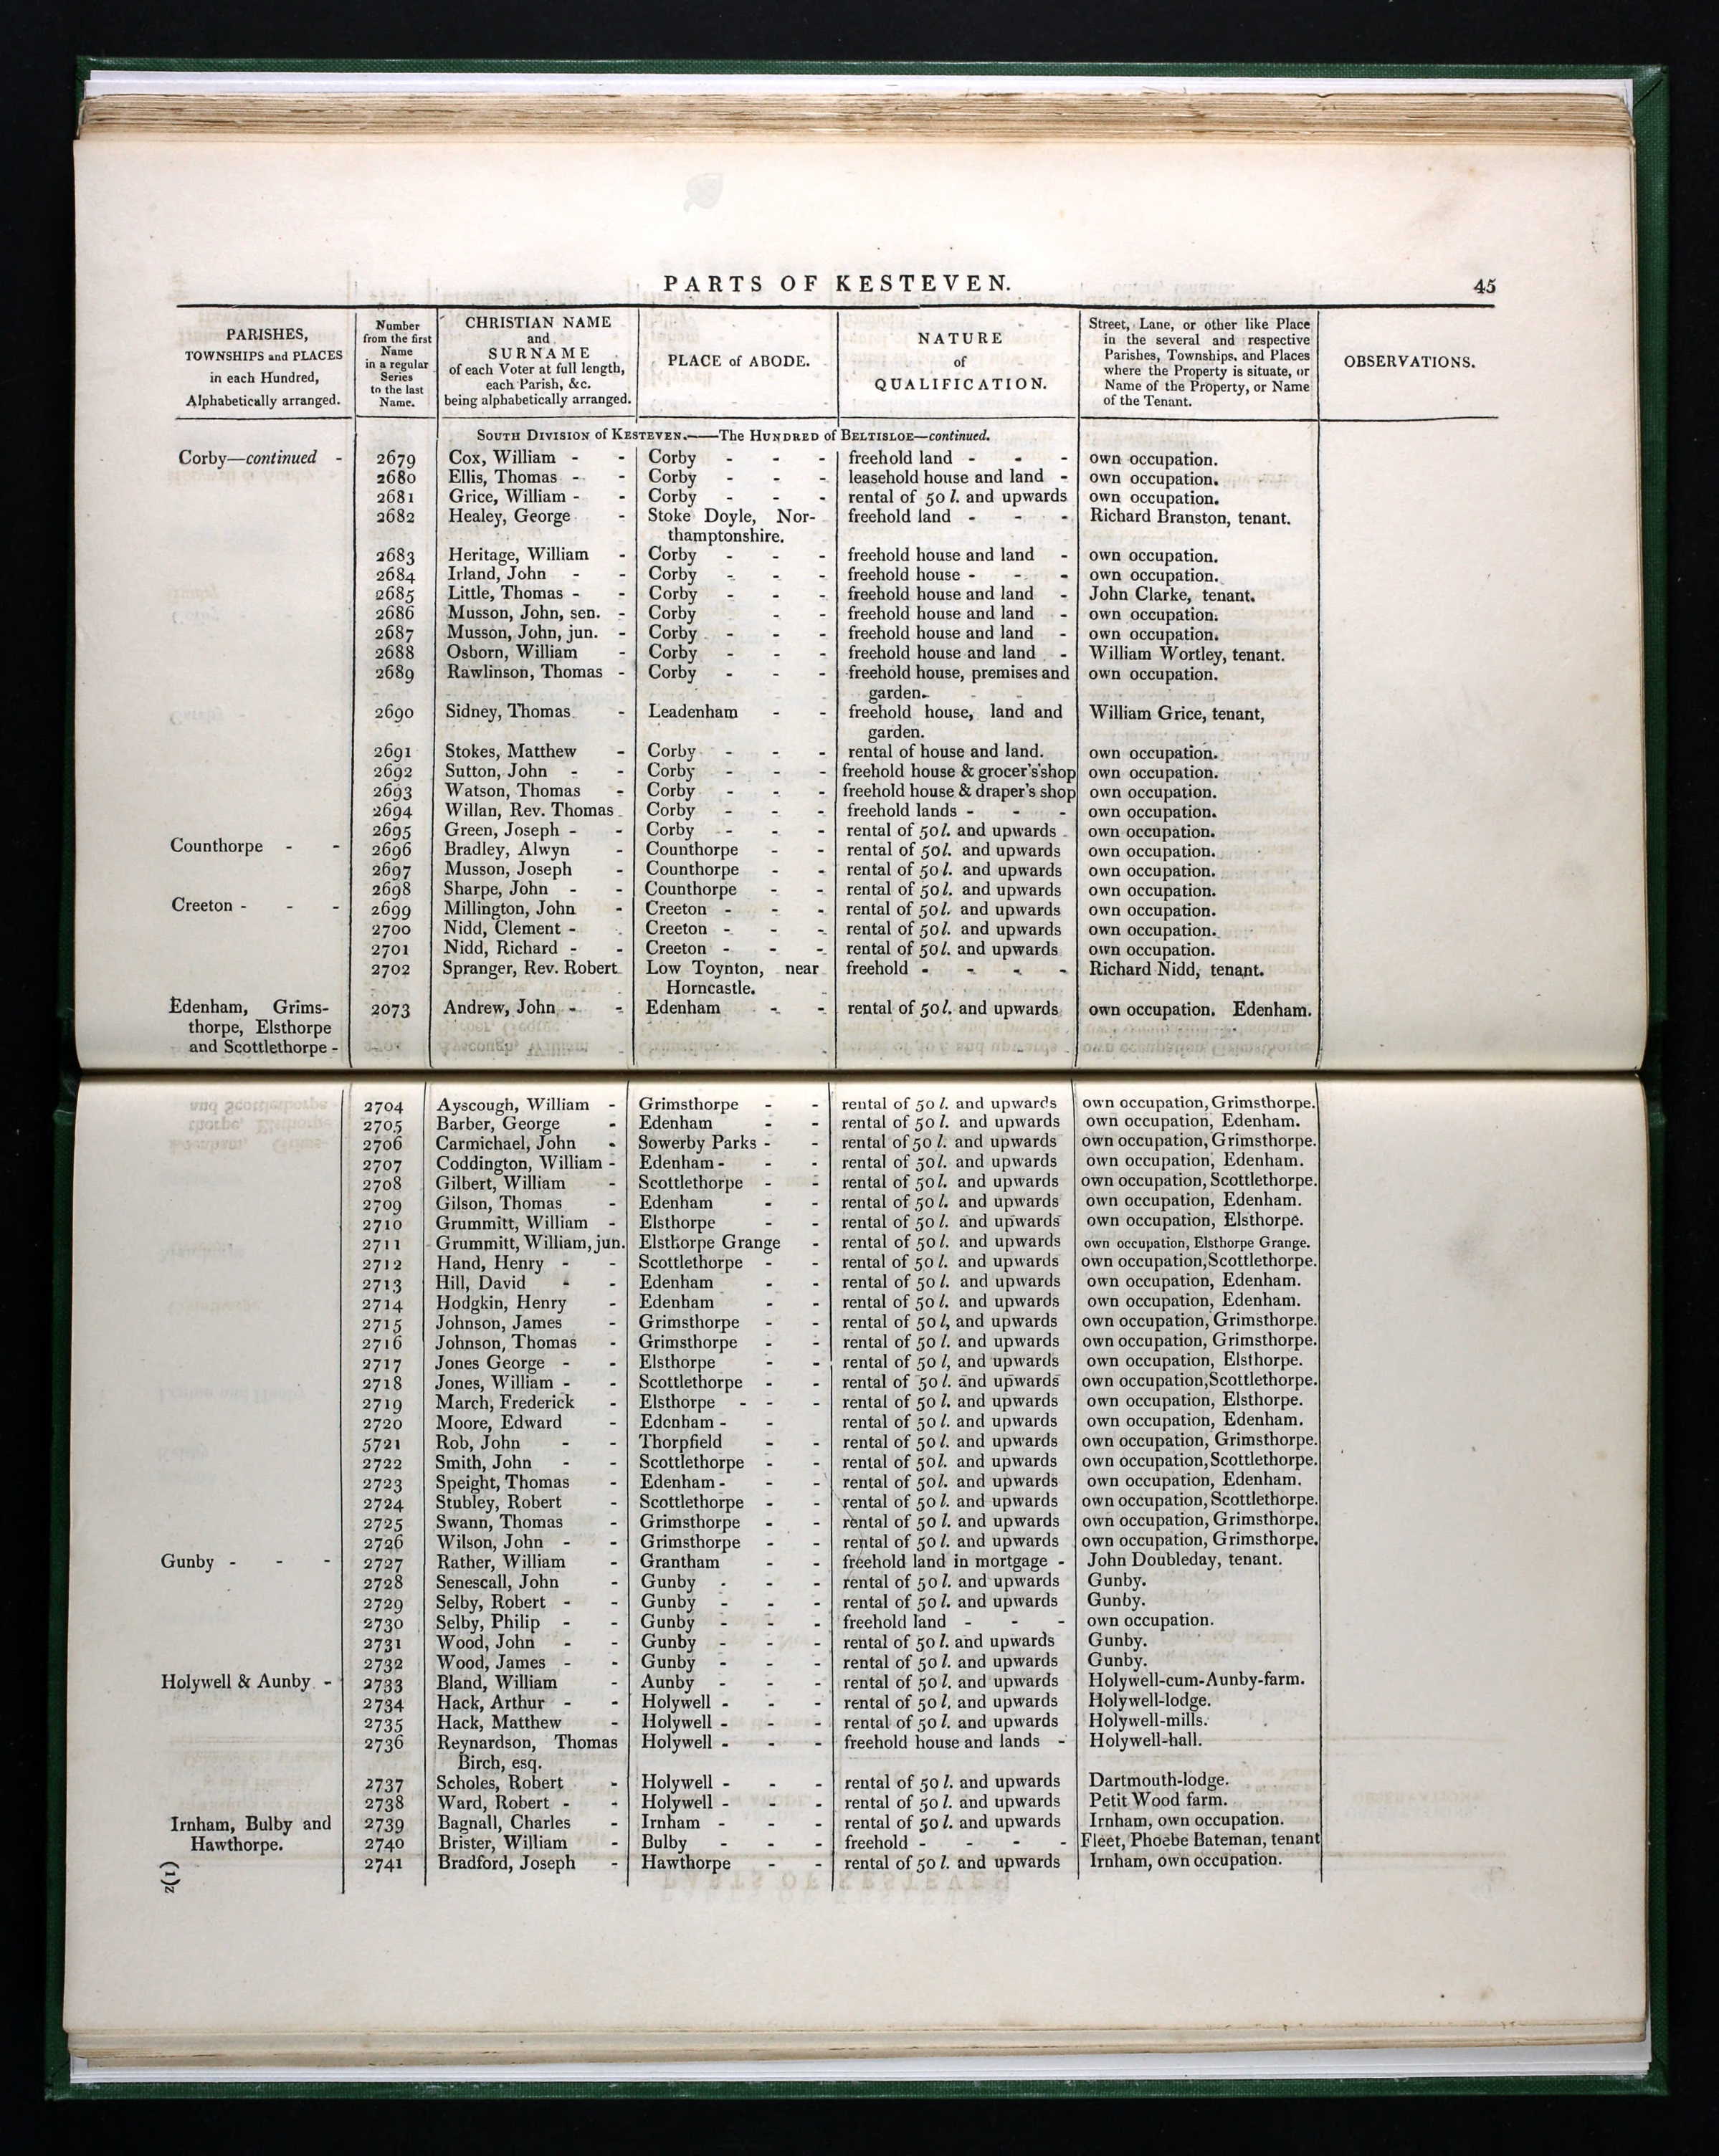 PARTS OF KESTEVEN. 45
PARISHES, TOWNSHIPS and PLACES in each Hundred, Alphabetically arranged.
Number from the first Name in a regular Series to the last Name.
CHRISTIAN NAME and SURNAME of each Voter at full length, each Parish, &c. being alphabetically arranged.
PLACE of ABODE.
NATURE of QUALIFICATION.
Street, Lane, or other like Place in the several and respective Parishes, Townships, and Places where the Property is situate, or Name of the Property, or Name of the Tenant.
OBSERVATIONS.
SOUTH DIVISION of KESTEVEN.—The HUNDRED of BELTISLOE—continued.
Corby—continued - 2679 Cox, William - - Corby - - - freehold land - - - own occupation.
2680 Ellis, Thomas - - Corby - - - leasehold house and land - own occupation.
2681 Grice, William - - Corby - - - rental of 50 l. and upwards own occupation.
2682 Healey, George - Stoke Doyle, Nor- freehold land - - - Richard Branston, tenant.
thamptonshire.
2683 Heritage, William - Corby - - - freehold house and land - own occupation.
2684 Irland, John - - Corby - - - freehold house - - - own occupation.
2685 Little, Thomas - - Corby - - - freehold house and land - John Clarke, tenant.
2686 Musson, John, sen. - Corby - - freehold house and land - own occupation.
2687 Musson, John, jun. - Corby - - - freehold house and land - own occupation.
2688 Osborn, William - Corby - - - freehold house and land - William Wortley, tenant.
2689 Rawlinson, Thomas - Corby - - - freehold house, premises and own occupation.
garden.
2690 Sidney, Thomas - Leadenham - - freehold house, land and William Grice, tenant,
garden.
2691 Stokes, Matthew - Corby - - - rental of house and land. own occupation.
2692 Sutton, John - - Corby - - - freehold house & grocer's shop own occupation.
2693 Watson, Thomas - Corby - - - freehold house & draper's shop own occupation.
2694 Willan, Rev. Thomas Corby - - - freehold lands - - - own occupation.
2695 Green, Joseph - - Corby - - - rental of 50 l. and upwards own occupation.
Counthorpe - - 2696 Bradley, Alwyn - Counthorpe - - rental of 50 l. and upwards own occupation.
2697 Musson, Joseph - Counthorpe - - rental of 50 l. and upwards own occupation.
2698 Sharpe, John - - Counthorpe - - rental of 50 l. and upwards own occupation.
Creeton - - - 2699 Millington, John - Creeton - - - rental of 50 l. and upwards own occupation.
2700 Nidd, Clement - Creeton - - - rental of 50 l. and upwards own occupation.
2701 Nidd, Richard - - Creeton - - - rental of 50 l. and upwards own occupation.
2702 Spranger, Rev. Robert Low Toynton, near freehold - - - - Richard Nidd, tenant.
Horncastle.
Edenham, Grims- 2073 Andrew, John - - Edenham - - rental of 50 l. and upwards own occupation. Edenham.
thorpe, Elsthorpe
and Scottlethorpe -
2704 Ayscough, William - Grimsthorpe - - rental of 50 l. and upwards own occupation, Grimsthorpe.
2705 Barber, George - Edenham - - rental of 50 l. and upwards own occupation, Edenham.
2706 Carmichael, John - Sowerby Parks - - rental of 50 l. and upwards own occupation, Grimsthorpe.
2707 Coddington, William - Edenham - - - rental of 50 l. and upwards own occupation, Edenham.
2708 Gilbert, William - Scottlethorpe - - rental of 50 l. and upwards own occupation, Scottlethorpe.
2709 Gilson, Thomas - Edenham - - rental of 50 l. and upwards own occupation, Edenham.
2710 Grummitt, William - Elsthorpe - - rental of 50 l. and upwards own occupation, Elsthorpe.
2711 Grummitt, William, jun. Elsthorpe Grange - rental of 50 l. and upwards own occupation, Elsthorpe Grange.
2712 Hand, Henry - - Scottlethorpe - - rental of 50 l. and upwards own occupation, Scottlethorpe.
2713 Hill, David - - Edenham - - rental of 50 l. and upwards own occupation, Edenham.
2714 Hodgkin, Henry - Edenham - - rental of 50 l. and upwards own occupation, Edenham.
2715 Johnson, James - Grimsthorpe - - rental of 50 l, and upwards own occupation, Grimsthorpe.
2716 Johnson, Thomas - Grimsthorpe - - rental of 50 l. and upwards own occupation, Grimsthorpe.
2717 Jones George - - Elsthorpe - - rental of 50 l, and upwards own occupation, Elsthorpe.
2718 Jones, William - - Scottlethorpe - - rental of 50 l. and upwards own occupation, Scottlethorpe.
2719 March, Frederick - Elsthorpe - - - rental of 50 l. and upwards own occupation, Elsthorpe.
2720 Moore, Edward - Edenham - - rental of 50 l. and upwards own occupation, Edenham.
5721 Rob, John - - Thorpfield - - rental of 50 l. and upwards own occupation, Grimsthorpe.
2722 Smith, John - - Scottlethorpe - - rental of 50 l. and upwards own occupation, Scottlethorpe.
2723 Speight, Thomas - Edenham - - - rental of 50 l. and upwards own occupation, Edenham.
2724 Stubley, Robert - Scottlethorpe - - rental of 50 l. and upwards own occupation, Scottlethorpe.
2725 Swann, Thomas - Grimsthorpe - - rental of 50 l. and upwards own occupation, Grimsthorpe.
2726 Wilson, John - - Grimsthorpe - - rental of 50 l. and upwards own occupation, Grimsthorpe.
Gunby - - - 2727 Rather, William - Grantham - - freehold land in mortgage - John Doubleday, tenant.
2728 Senescall, John - Gunby - - - rental of 50 l. and upwards Gunby.
2729 Selby, Robert - - Gunby - - - rental of 50 l. and upwards Gunby.
2730 Selby, Philip - - Gunby - - - freehold land - - - own occupation.
2731 Wood, John - - Gunby - - - rental of 50 l. and upwards Gunby.
2732 Wood, James - - Gunby - - - rental of 50 l. and upwards Gunby.
Holywell & Aunby - 2733 Bland, William - Aunby - - - rental of 50 l. and upwards Holywell-cum-Aunby-farm.
2734 Hack, Arthur - - Holywell - - - rental of 50 l. and upwards Holywell-lodge.
2735 Hack, Matthew - Holywell - - - rental of 50 l. and upwards Holywell-mills.
2736 Reynardson, Thomas Holywell - - - freehold house and lands - Holywell-hall.
Birch, esq.
2737 Scholes, Robert - Holywell - - - rental of 50 l. and upwards Dartmouth-lodge.
2738 Ward, Robert - - Holywell - - - rental of 50 l. and upwards Petit Wood farm.
Irnham, Bulby and 2739 Bagnall, Charles - Irnham - - - rental of 50 l. and upwards Irnham, own occupation.
Hawthorpe. 2740 Brister, William - Bulby - - - freehold - - - - Fleet, Phoebe Bateman, tenant
2741 Bradford, Joseph - Hawthorpe - - rental of 50 l. and upwards Irnham, own occupation.
(1)z